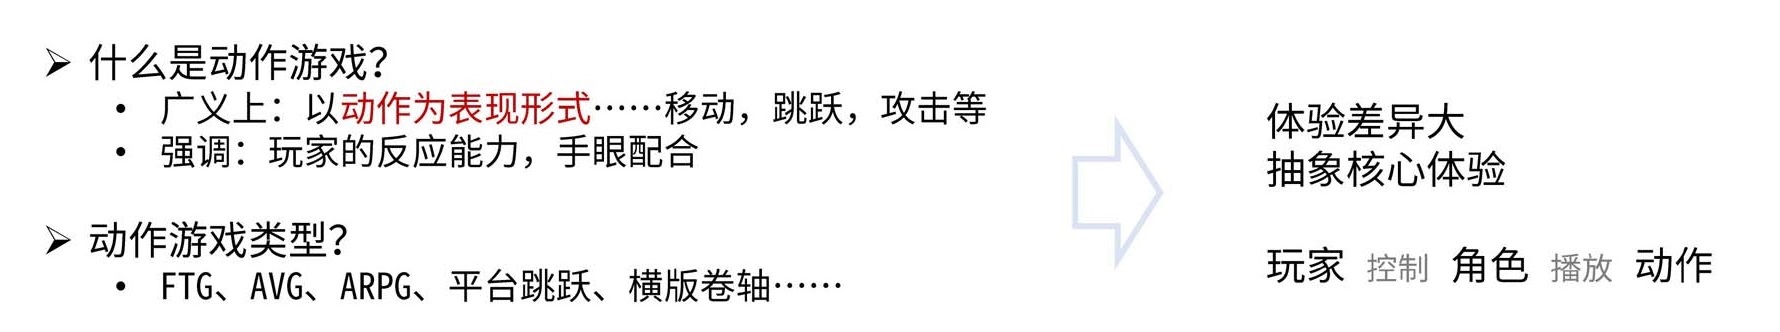 什么是动作游戏？
广义上：以动作为表现形式……移动，跳跃，攻击等
强调：玩家的反应能力，手眼配合
动作游戏类型？
FTG、AVG、ARPG、平台跳跃、横版卷轴……
体验差异大
抽象核心体验
玩家 控制 角色 播放 动作